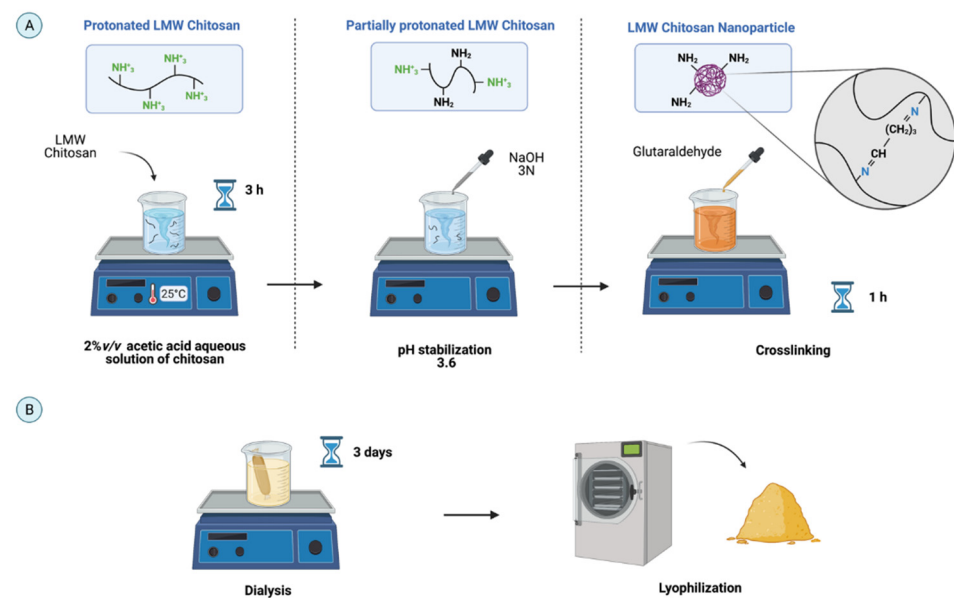 A
Protonated LMW Chitosan
Partially protonated LMW Chitosan
LMW Chitosan Nanoparticle
NH⁺₃
NH⁺₃
NH⁺₃
NH⁺₃
NH₂
NH⁺₃
NH⁺₃
NH₂
NH₂
NH₂
NH₂
N
(CH₂)₃
CH
N
LMW
Chitosan
3 h
NaOH
3N
Glutaraldehyde
25°C
1 h
2%v/v acetic acid aqueous
solution of chitosan
pH stabilization
3.6
Crosslinking
B
3 days
Dialysis
Lyophilization